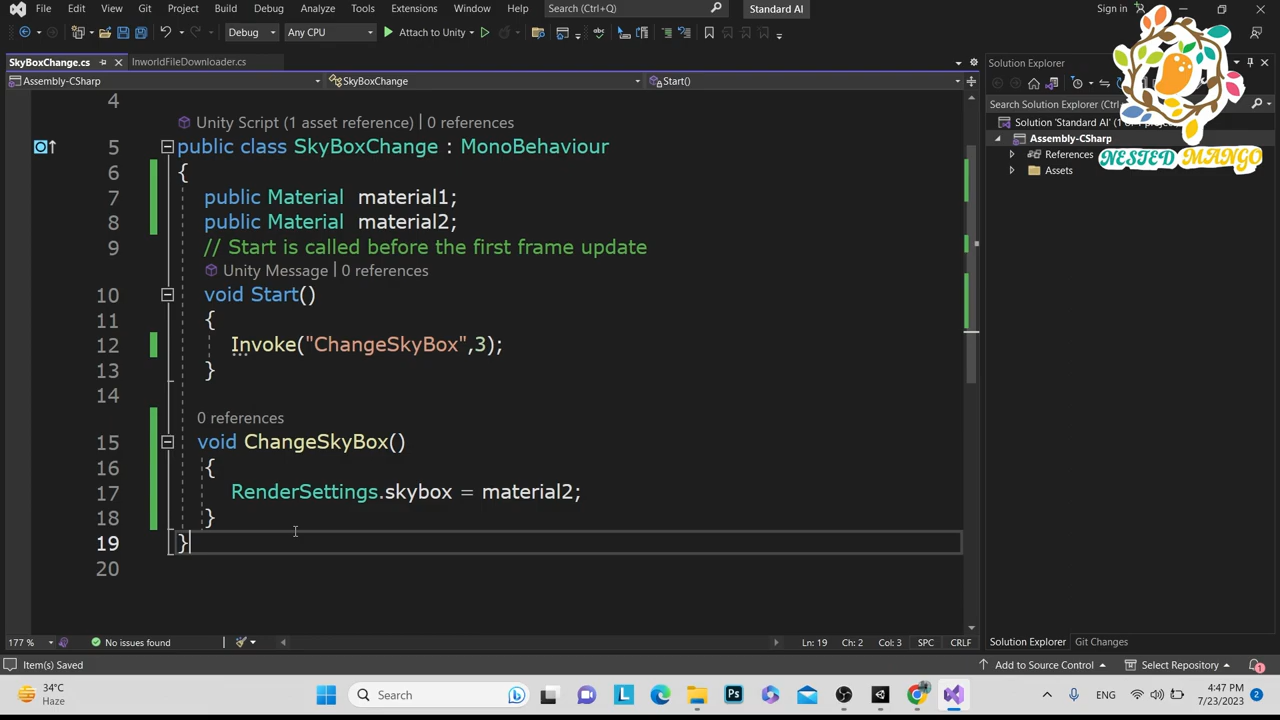 File Edit View Git Project Build Debug Analyze Tools Extensions Window Help Search (Ctrl+Q) Standard AI Sign in
Debug Any CPU Attach to Unity
SkyBoxChange.cs InworldFileDownloader.cs
Assembly-CSharp SkyBoxChange Start()
4
Unity Script (1 asset reference) | 0 references
5 public class SkyBoxChange : MonoBehaviour
6 {
7 public Material material1;
8 public Material material2;
9 // Start is called before the first frame update
Unity Message | 0 references
10 void Start()
11 {
12 Invoke("ChangeSkyBox",3);
13 }
14
0 references
15 void ChangeSkyBox()
16 {
17 RenderSettings.skybox = material2;
18 }
19 }
20
177 % No issues found Ln: 19 Ch: 2 Col: 3 SPC CRLF
Solution Explorer
Search Solution Explorer (Ctrl
Solution 'Standard AI'
Assembly-CSharp
References
Assets
NESTED MANGO
Solution Explorer Git Changes
Item(s) Saved Add to Source Control Select Repository 1
34°C
Haze
Search
Ps
L
ENG
4:47 PM
7/23/2023
2